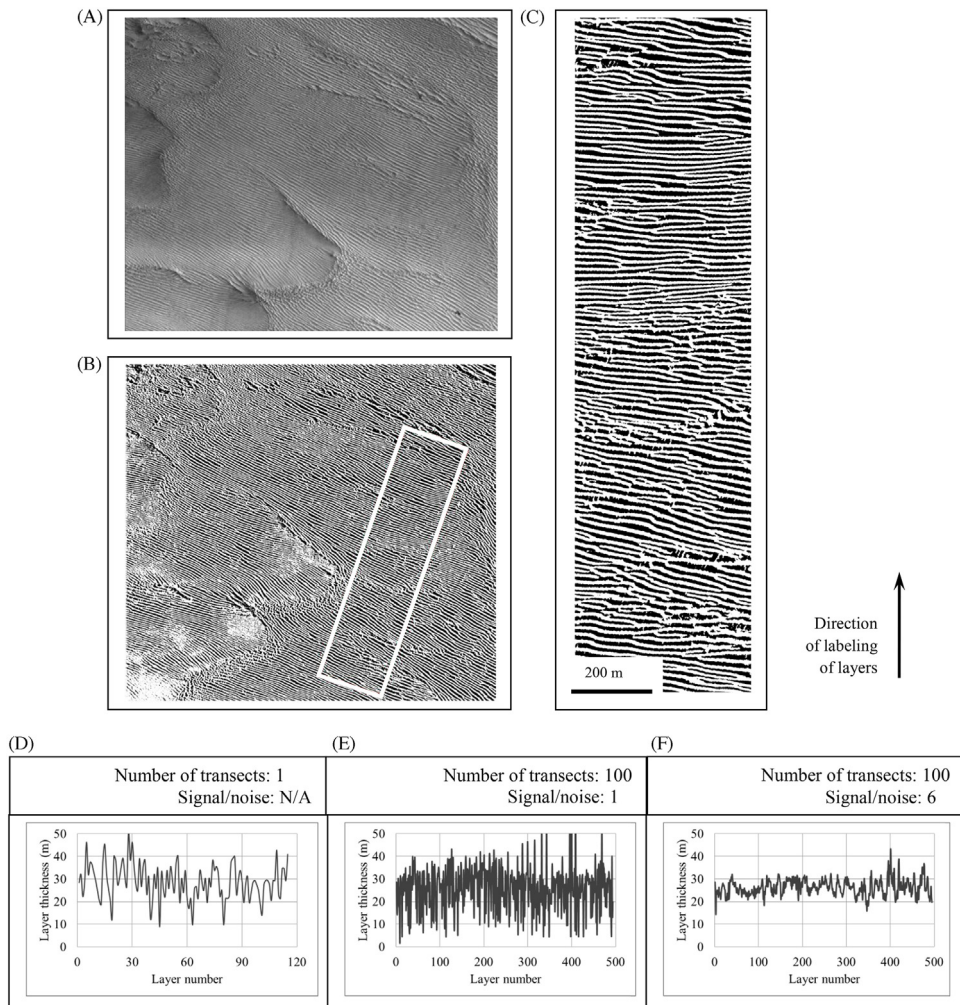 (A)
(B)
(C)
200 m
Direction
of labeling
of layers
(D)
Number of transects: 1
Signal/noise: N/A
Layer thickness (m)
50
40
30
20
10
0
0 30 60 90 120
Layer number
(E)
Number of transects: 100
Signal/noise: 1
Layer thickness (m)
50
40
30
20
10
0
0 100 200 300 400 500
Layer number
(F)
Number of transects: 100
Signal/noise: 6
Layer thickness (m)
50
40
30
20
10
0
0 100 200 300 400 500
Layer number